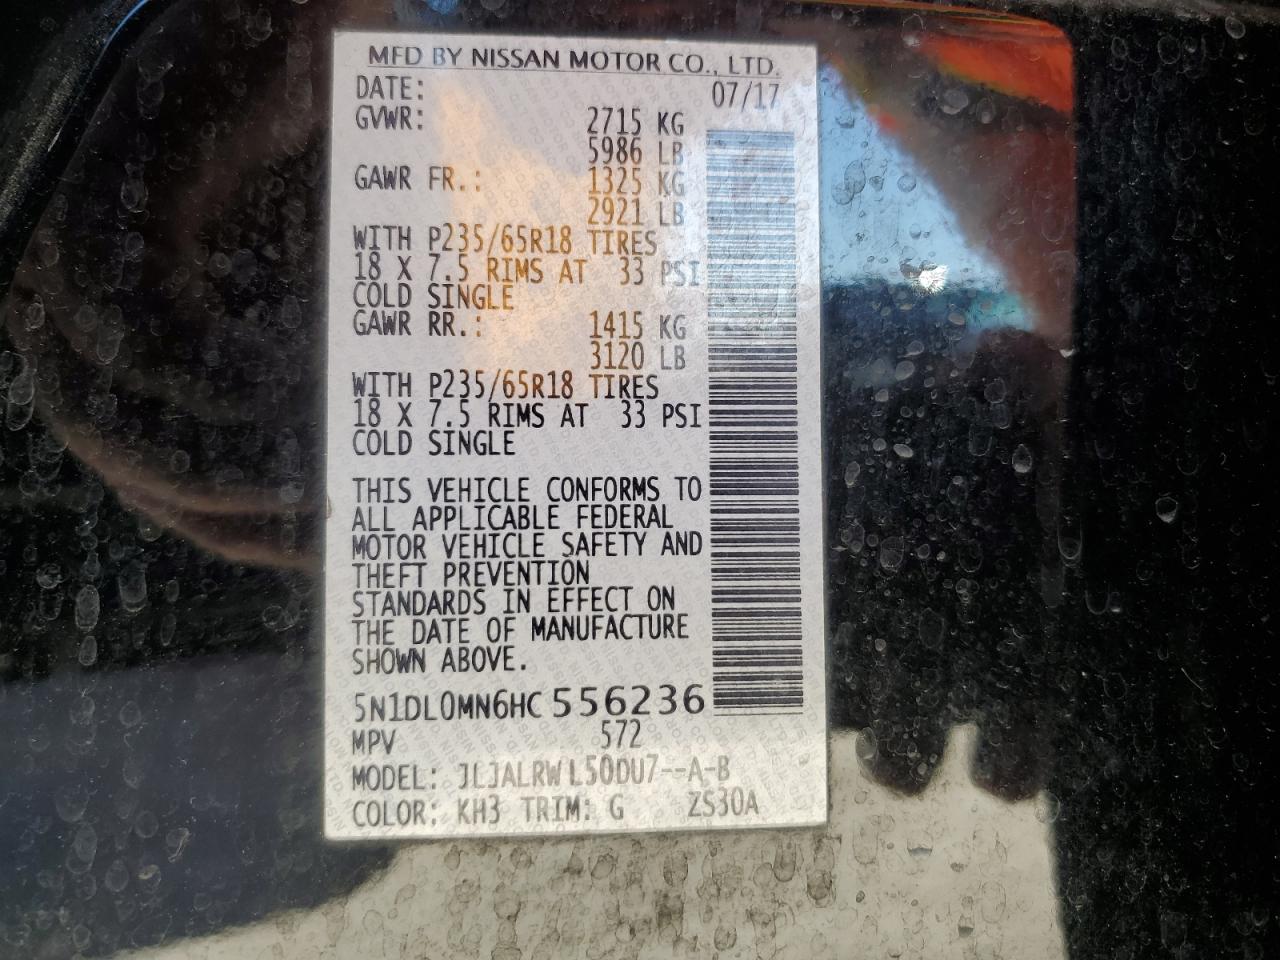 MFD BY NISSAN MOTOR CO., LTD.
DATE: 07/17
GVWR: 2715 KG
5986 LB
GAWR FR.: 1325 KG
2921 LB
WITH P235/65R18 TIRES
18 X 7.5 RIMS AT 33 PSI
COLD SINGLE
GAWR RR.: 1415 KG
3120 LB
WITH P235/65R18 TIRES
18 X 7.5 RIMS AT 33 PSI
COLD SINGLE
THIS VEHICLE CONFORMS TO
ALL APPLICABLE FEDERAL
MOTOR VEHICLE SAFETY AND
THEFT PREVENTION
STANDARDS IN EFFECT ON
THE DATE OF MANUFACTURE
SHOWN ABOVE.
5N1DL0MN6HC556236
MPV 572
MODEL: JLJALRWL50DU7--A-B
COLOR: KH3 TRIM: G ZS30A